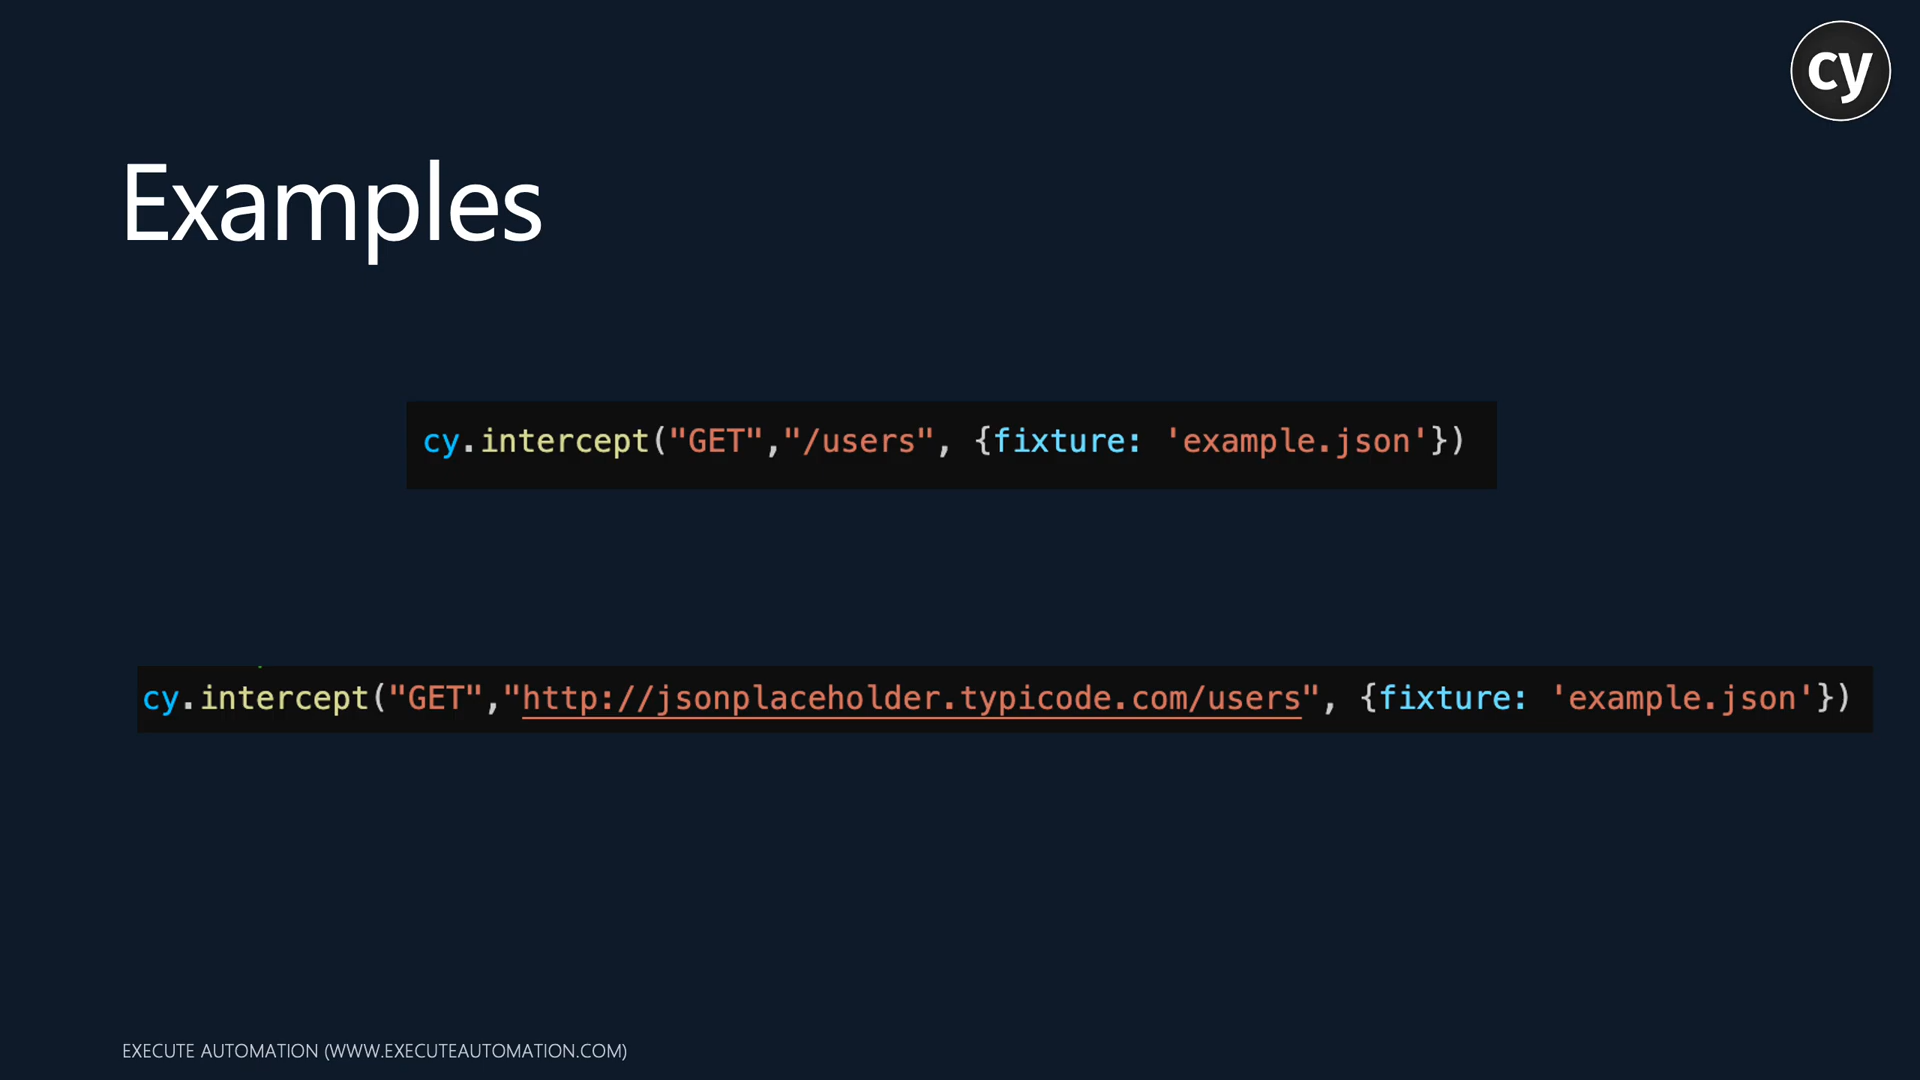 cy
Examples
cy.intercept("GET","/users", {fixture: 'example.json'})
cy.intercept("GET","http://jsonplaceholder.typicode.com/users", {fixture: 'example.json'})
EXECUTE AUTOMATION (WWW.EXECUTEAUTOMATION.COM)